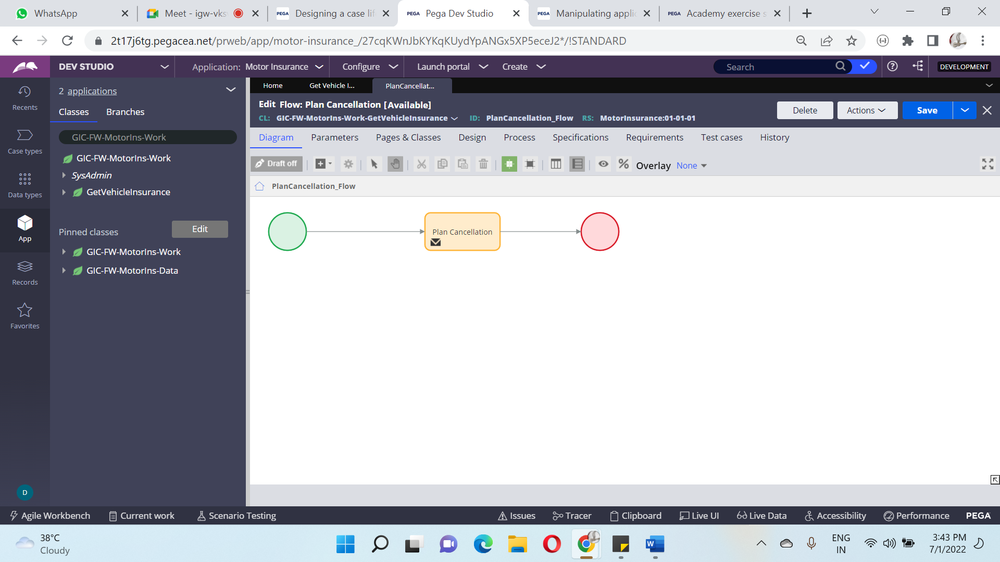 WhatsApp
Meet - igw-vks
PEGA Designing a case lif
PEGA Pega Dev Studio
PEGA Manipulating applic
PEGA Academy exercise s
2t17j6tg.pegacea.net/prweb/app/motor-insurance_/27cqKWnJbKYKqKUydYpANGx5XP5eceJ2*/!STANDARD
DEV STUDIO
Application: Motor Insurance
Configure
Launch portal
Create
Search
DEVELOPMENT
Recents
Case types
Data types
App
Records
Favorites
D
2 applications
Classes
Branches
GIC-FW-MotorIns-Work
GIC-FW-MotorIns-Work
SysAdmin
GetVehicleInsurance
Pinned classes
Edit
GIC-FW-MotorIns-Work
GIC-FW-MotorIns-Data
Home
Get Vehicle I...
PlanCancellat...
Edit Flow: Plan Cancellation [Available]
CL: GIC-FW-MotorIns-Work-GetVehicleInsurance ID: PlanCancellation_Flow RS: MotorInsurance:01-01-01
Delete
Actions
Save
Diagram
Parameters
Pages & Classes
Design
Process
Specifications
Requirements
Test cases
History
Draft off
Overlay None
PlanCancellation_Flow
Plan Cancellation
Agile Workbench
Current work
Scenario Testing
Issues
Tracer
Clipboard
Live UI
Live Data
Accessibility
Performance
PEGA
38°C
Cloudy
ENG
IN
3:43 PM
7/1/2022